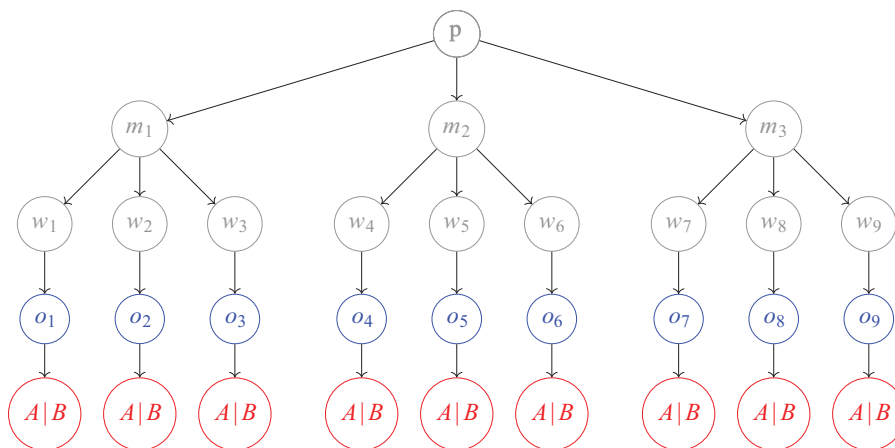 p
m₁ m₂ m₃
w₁ w₂ w₃ w₄ w₅ w₆ w₇ w₈ w₉
o₁ o₂ o₃ o₄ o₅ o₆ o₇ o₈ o₉
A|B A|B A|B A|B A|B A|B A|B A|B A|B